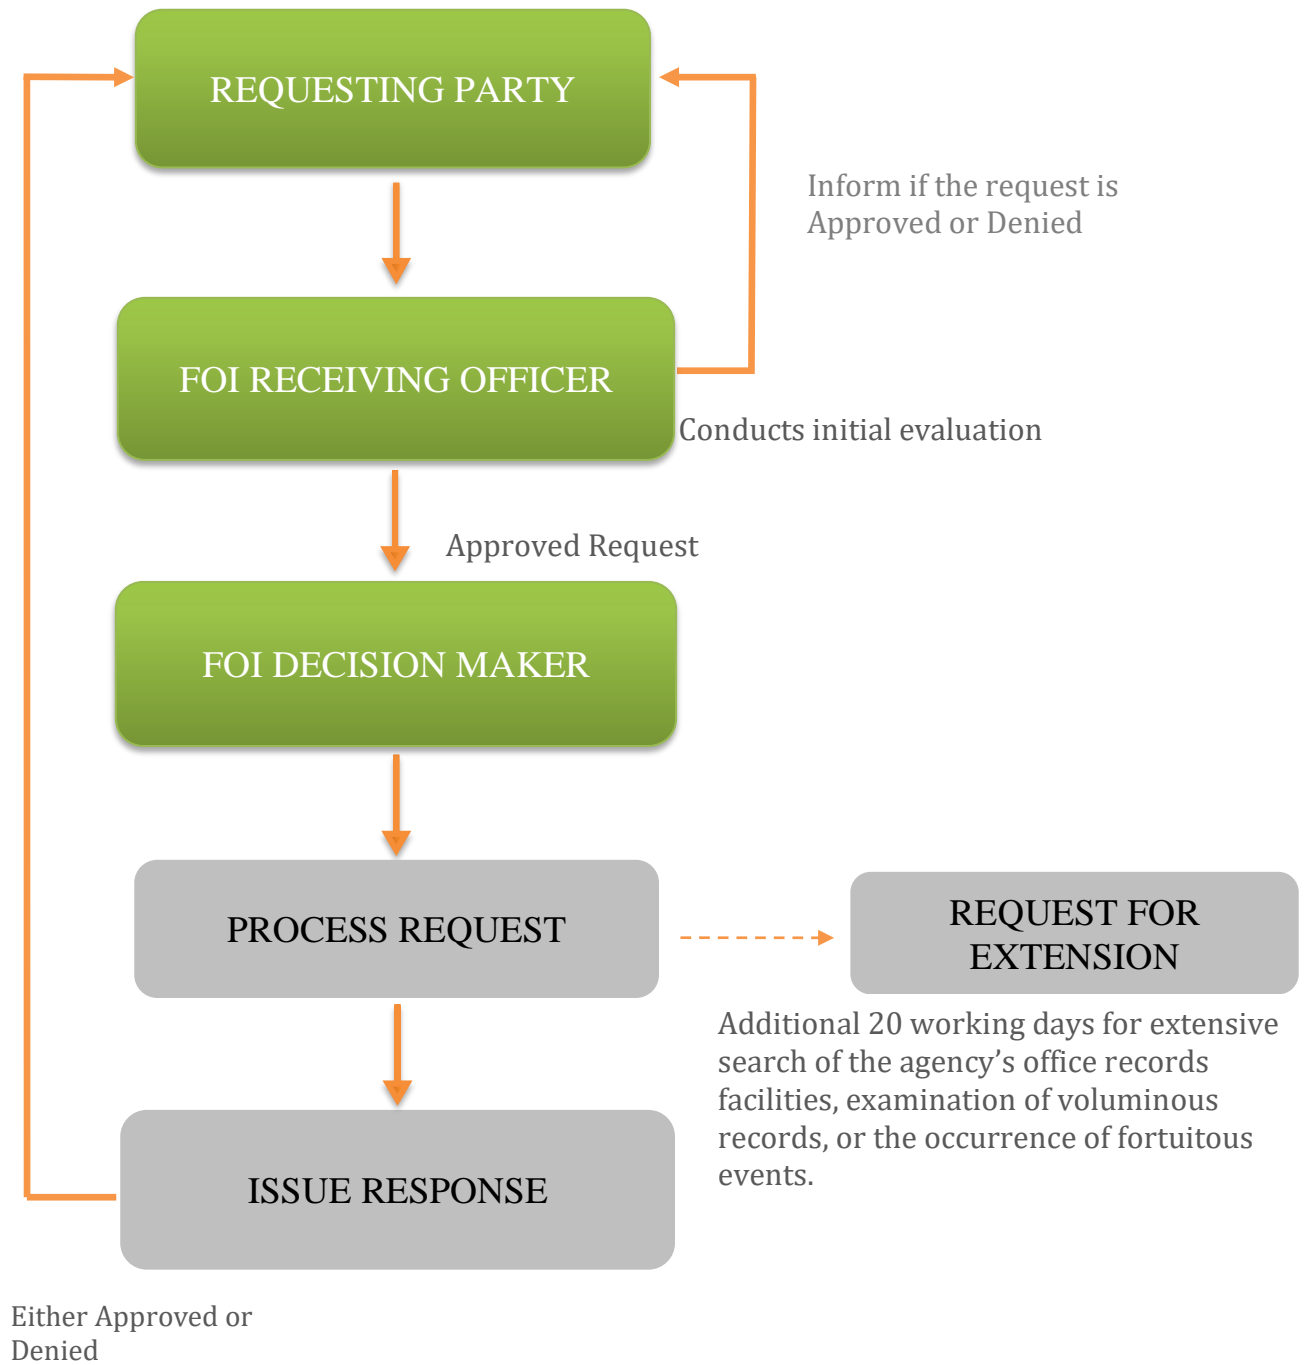 REQUESTING PARTY
Inform if the request is
Approved or Denied
FOI RECEIVING OFFICER
Conducts initial evaluation
Approved Request
FOI DECISION MAKER
PROCESS REQUEST
REQUEST FOR
EXTENSION
Additional 20 working days for extensive
search of the agency’s office records
facilities, examination of voluminous
records, or the occurrence of fortuitous
events.
ISSUE RESPONSE
Either Approved or
Denied